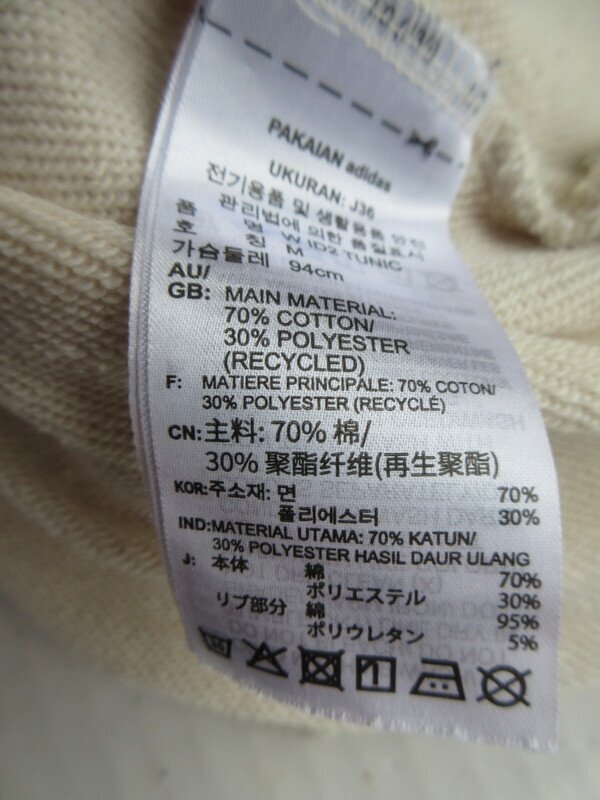 PAKAIAN adidas
UKURAN: J36
전기용품 및 생활용품 안전
관리법에 의한 품질표시
품 명 W ID2 TUNIC
호 칭 M
가슴둘레 94cm
AU/
GB: MAIN MATERIAL:
70% COTTON/
30% POLYESTER
(RECYCLED)
F: MATIERE PRINCIPALE: 70% COTON/
30% POLYESTER (RECYCLÉ)
CN: 主料: 70% 棉/
30% 聚酯纤维(再生聚酯)
KOR: 주소재: 면 70%
폴리에스터 30%
IND: MATERIAL UTAMA: 70% KATUN/
30% POLYESTER HASIL DAUR ULANG
J: 本体 綿 70%
ポリエステル 30%
リブ部分 綿 95%
ポリウレタン 5%